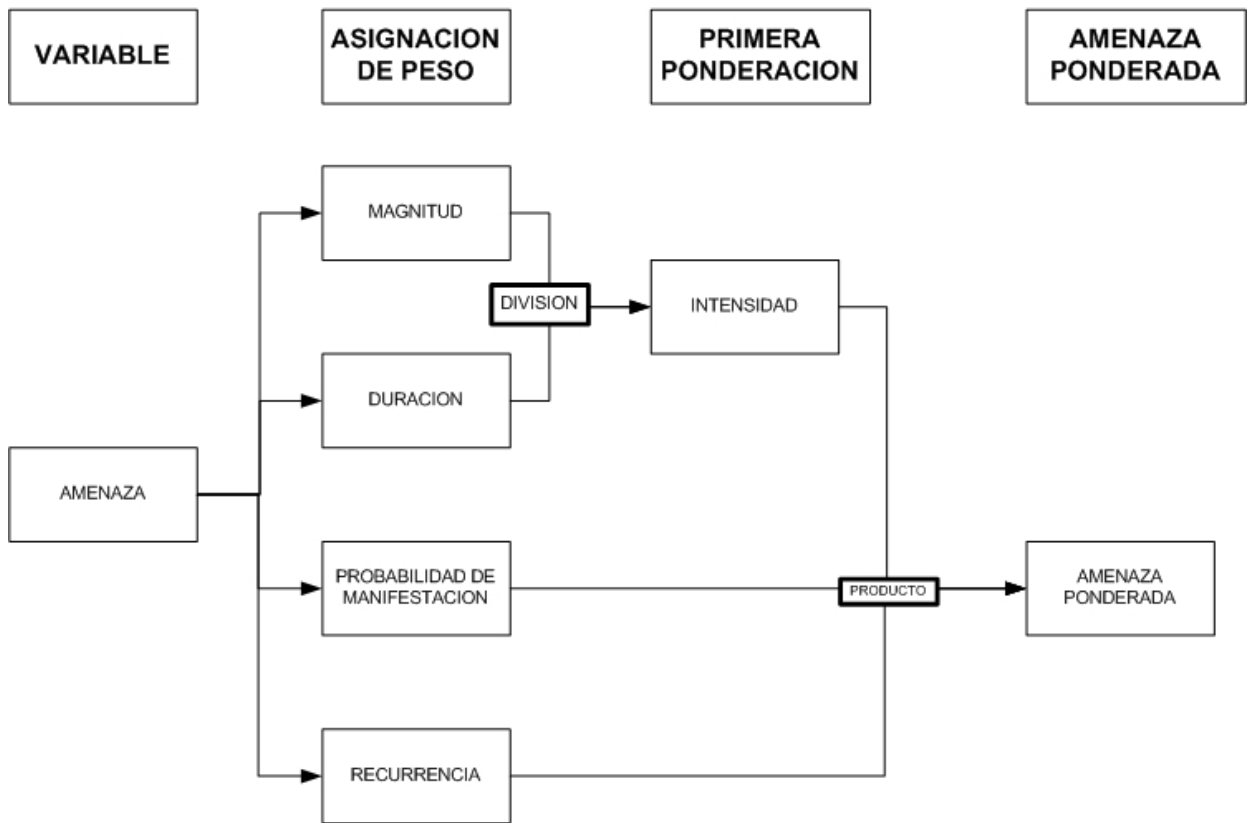 VARIABLE
ASIGNACION
DE PESO
PRIMERA
PONDERACION
AMENAZA
PONDERADA
MAGNITUD
DIVISION
INTENSIDAD
DURACION
AMENAZA
PROBABILIDAD DE
MANIFESTACION
PRODUCTO
AMENAZA
PONDERADA
RECURRENCIA